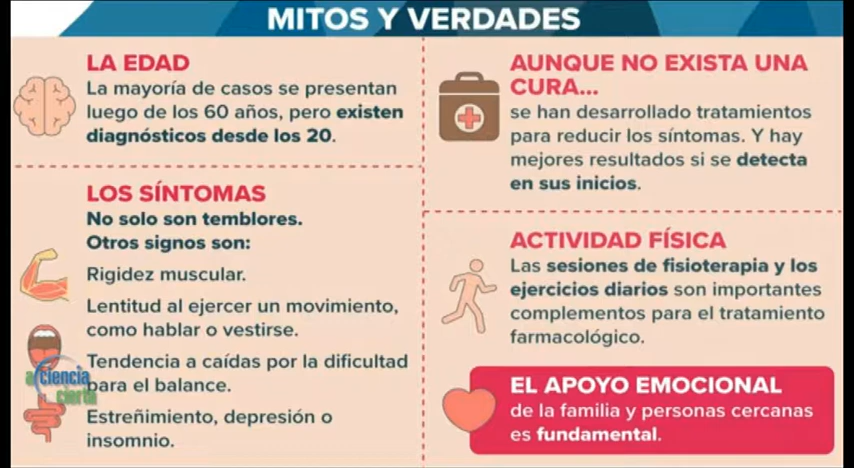 MITOS Y VERDADES
LA EDAD
La mayoría de casos se presentan
luego de los 60 años, pero existen
diagnósticos desde los 20.
LOS SÍNTOMAS
No solo son temblores.
Otros signos son:
Rigidez muscular.
Lentitud al ejercer un movimiento,
como hablar o vestirse.
Tendencia a caídas por la dificultad
para el balance.
Estreñimiento, depresión o
insomnio.
a ciencia
cierta
AUNQUE NO EXISTA UNA
CURA...
se han desarrollado tratamientos
para reducir los síntomas. Y hay
mejores resultados si se detecta
en sus inicios.
ACTIVIDAD FÍSICA
Las sesiones de fisioterapia y los
ejercicios diarios son importantes
complementos para el tratamiento
farmacológico.
EL APOYO EMOCIONAL
de la familia y personas cercanas
es fundamental.